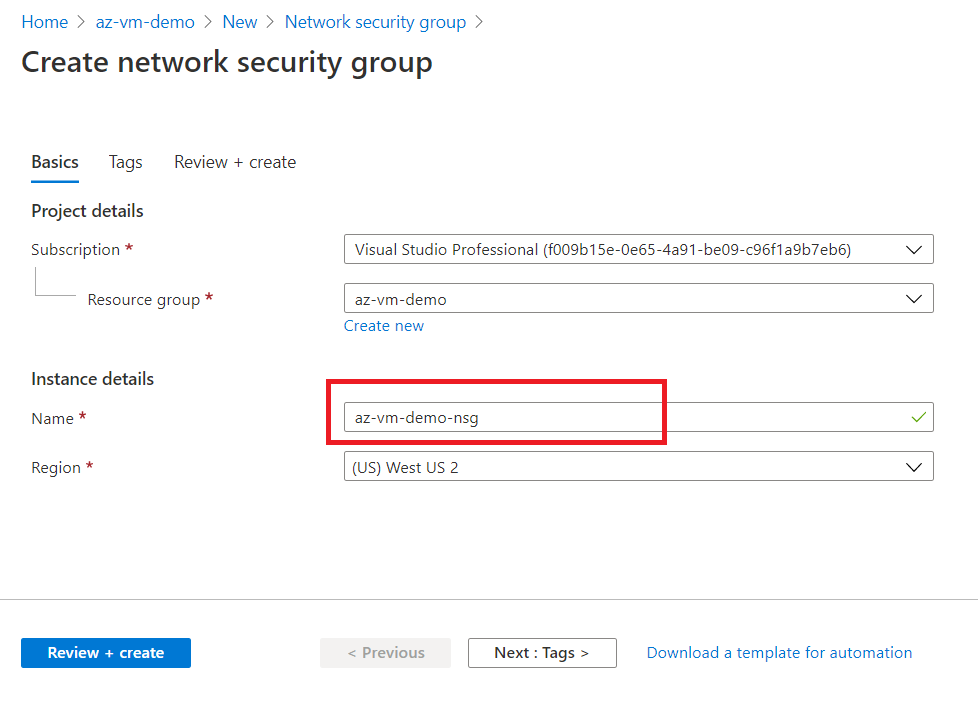 Home > az-vm-demo > New > Network security group >
Create network security group
Basics Tags Review + create
Project details
Subscription * Visual Studio Professional (f009b15e-0e65-4a91-be09-c96f1a9b7eb6)
Resource group * az-vm-demo
Create new
Instance details
Name * az-vm-demo-nsg
Region * (US) West US 2
Review + create < Previous Next : Tags > Download a template for automation